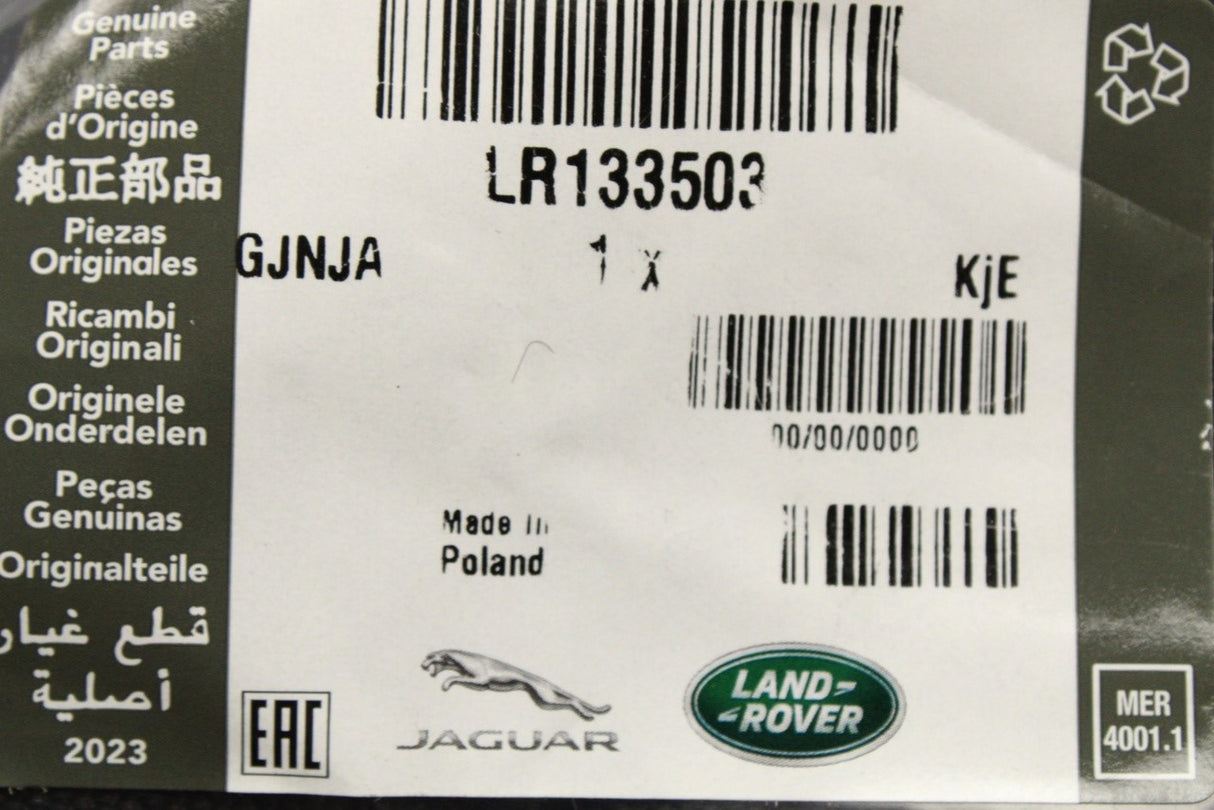 Genuine
Parts
Pièces
d'Origine
純正部品
Piezas
Originales
Ricambi
Originali
Originele
Onderdelen
Peças
Genuinas
Originalteile
قطع غيار
أصلية
2023
LR133503
GJNJA 1 X KjE
00/00/0000
Made in
Poland
EAC
JAGUAR
LAND-
-ROVER
MER
4001.1